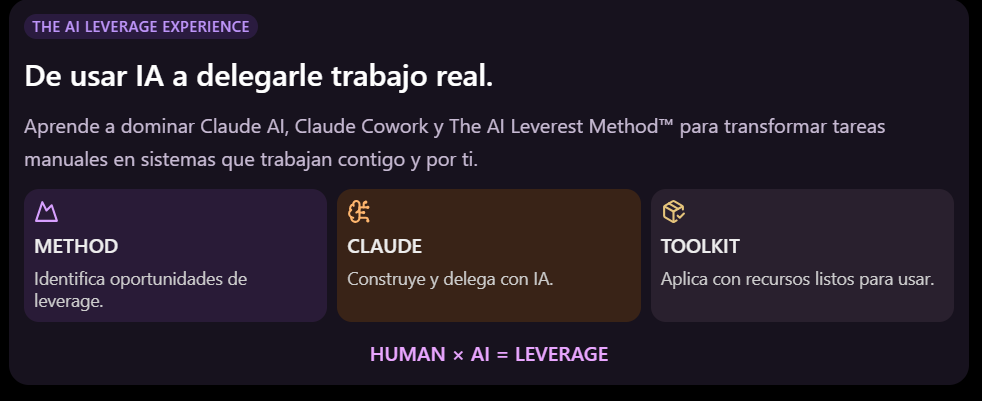 THE AI LEVERAGE EXPERIENCE
De usar IA a delegarle trabajo real.
Aprende a dominar Claude AI, Claude Cowork y The AI Leverest Method™ para transformar tareas
manuales en sistemas que trabajan contigo y por ti.
METHOD
Identifica oportunidades de
leverage.
CLAUDE
Construye y delega con IA.
TOOLKIT
Aplica con recursos listos para usar.
HUMAN × AI = LEVERAGE